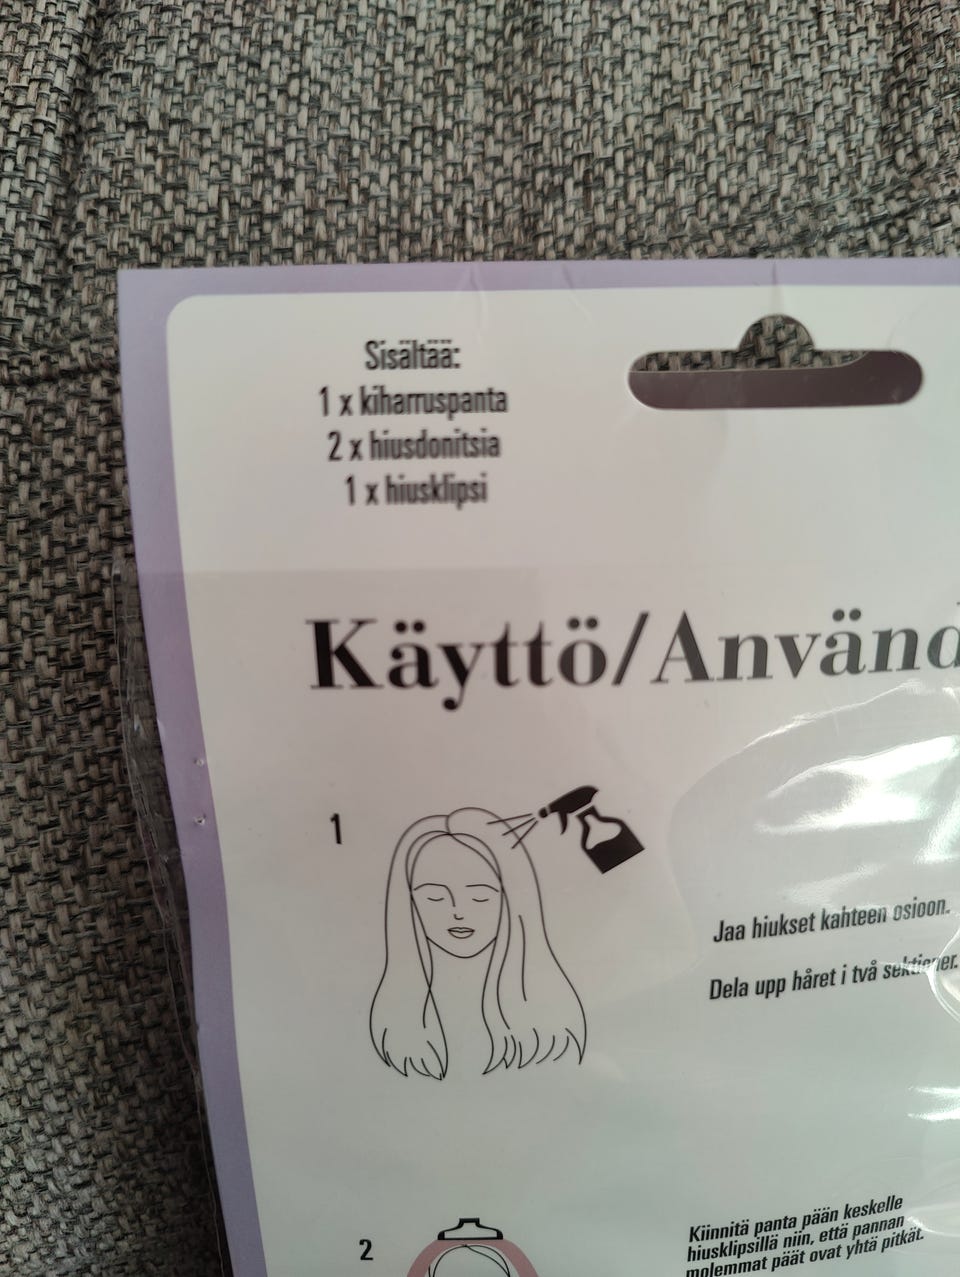 Sisältää:
1 x kiharruspanta
2 x hiusdonitsia
1 x hiusklipsi
Käyttö/Använd
1
Jaa hiukset kahteen osioon.
Dela upp håret i två sektioner.
2
Kiinnitä panta pään keskelle
hiusklipsillä niin, että pannan
molemmat päät ovat yhtä pitkät.